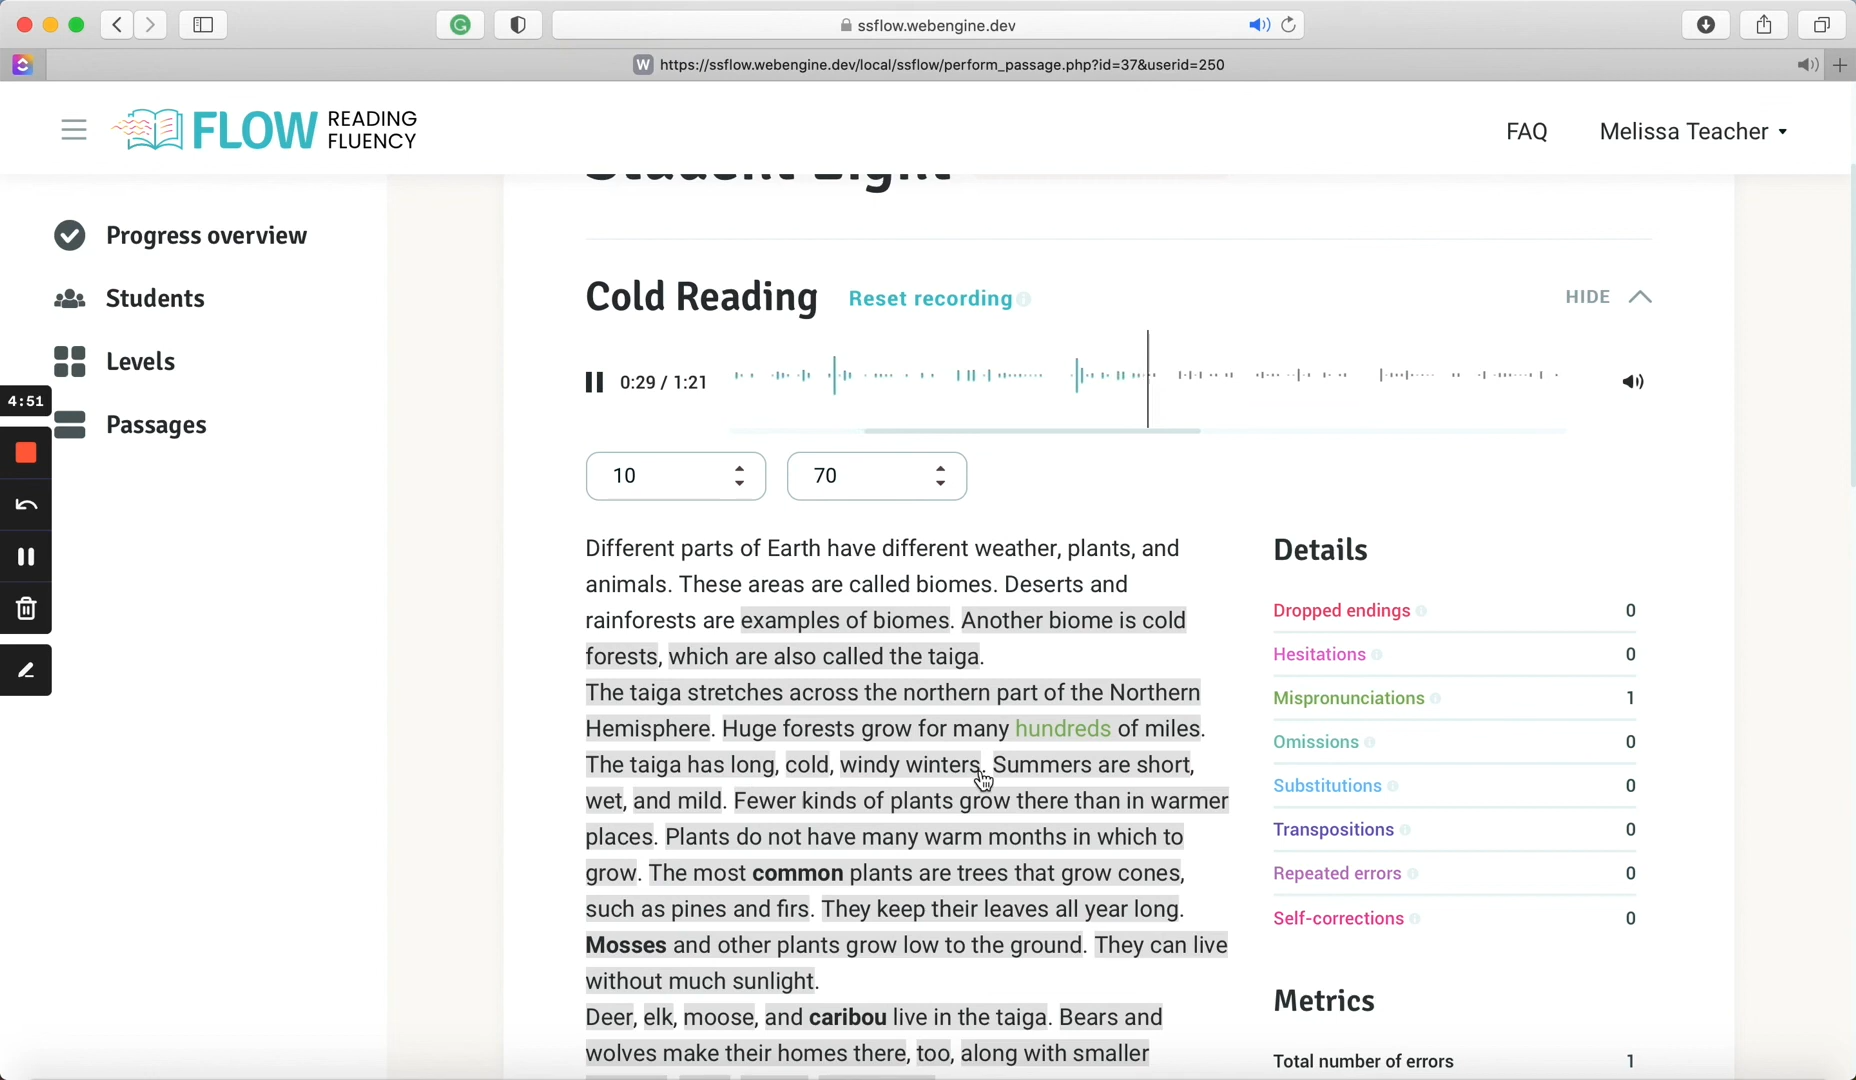 ssflow.webengine.dev
W https://ssflow.webengine.dev/local/ssflow/perform_passage.php?id=37&userid=250
FLOW READING FLUENCY
FAQ
Melissa Teacher
Progress overview
Students
Levels
Passages
4:51
Cold Reading
Reset recording
HIDE
0:29 / 1:21
10
70
Different parts of Earth have different weather, plants, and
animals. These areas are called biomes. Deserts and
rainforests are examples of biomes. Another biome is cold
forests, which are also called the taiga.
The taiga stretches across the northern part of the Northern
Hemisphere. Huge forests grow for many hundreds of miles.
The taiga has long, cold, windy winters. Summers are short,
wet, and mild. Fewer kinds of plants grow there than in warmer
places. Plants do not have many warm months in which to
grow. The most common plants are trees that grow cones,
such as pines and firs. They keep their leaves all year long.
Mosses and other plants grow low to the ground. They can live
without much sunlight.
Deer, elk, moose, and caribou live in the taiga. Bears and
wolves make their homes there, too, along with smaller
Details
Dropped endings 0
Hesitations 0
Mispronunciations 1
Omissions 0
Substitutions 0
Transpositions 0
Repeated errors 0
Self-corrections 0
Metrics
Total number of errors 1